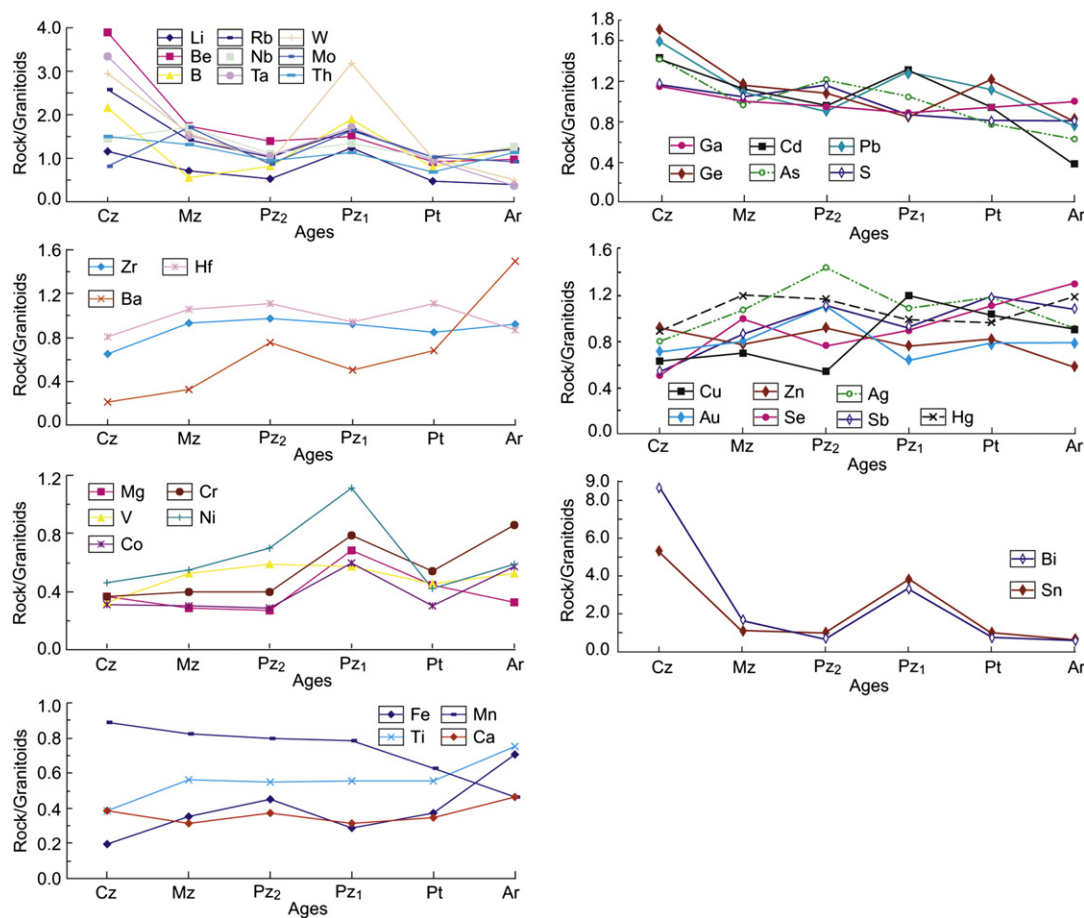 Rock/Granitoids
4.0
3.0
2.0
1.0
0.0
Li Rb W
Be Nb Mo
B Ta Th
Cz Mz Pz2 Pz1 Pt Ar
Ages
Rock/Granitoids
1.8
1.6
1.2
0.8
0.4
0.0
Ga Cd Pb
Ge As S
Cz Mz Pz2 Pz1 Pt Ar
Ages
Rock/Granitoids
1.6
1.2
0.8
0.4
0.0
Zr Hf
Ba
Cz Mz Pz2 Pz1 Pt Ar
Ages
Rock/Granitoids
1.6
1.2
0.8
0.4
0.0
Cu Zn Ag
Au Se Sb Hg
Cz Mz Pz2 Pz1 Pt Ar
Ages
Rock/Granitoids
1.2
0.8
0.4
0.0
Mg Cr
V Ni
Co
Cz Mz Pz2 Pz1 Pt Ar
Ages
Rock/Granitoids
9.0
8.0
6.0
4.0
2.0
0.0
Bi
Sn
Cz Mz Pz2 Pz1 Pt Ar
Ages
Rock/Granitoids
1.0
0.8
0.6
0.4
0.2
0.0
Fe Mn
Ti Ca
Cz Mz Pz2 Pz1 Pt Ar
Ages